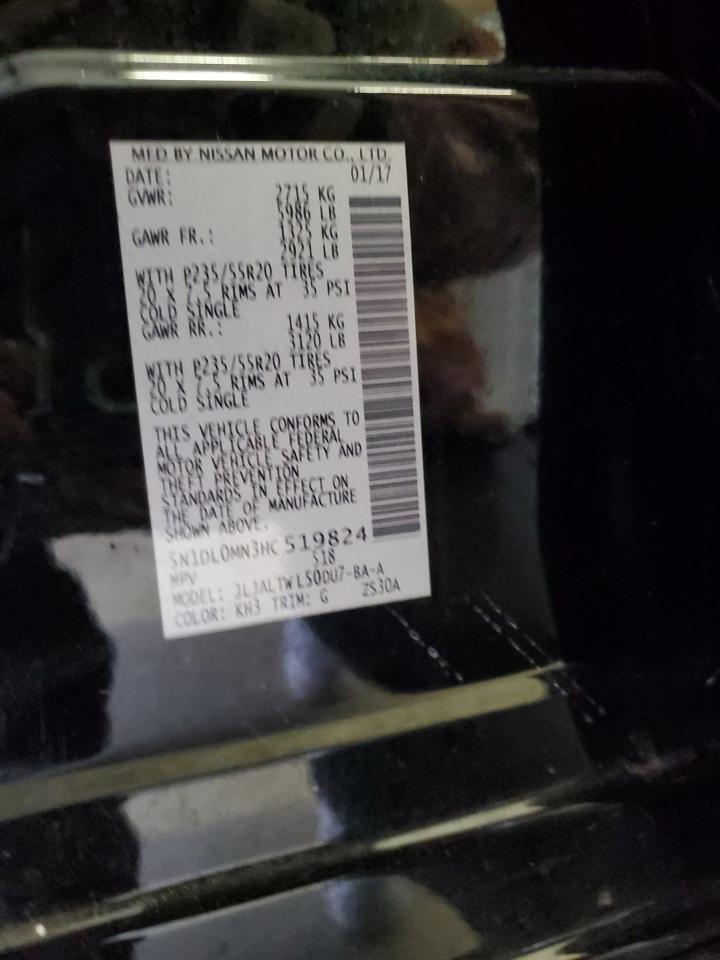 MFD BY NISSAN MOTOR CO., LTD.
DATE: 01/17
GVWR: 2715 KG
5986 LB
GAWR FR.: 1325 KG
2921 LB
WITH P235/55R20 TIRES
20 X 7.5 RIMS AT 35 PSI
COLD SINGLE
GAWR RR.: 1415 KG
3120 LB
WITH P235/55R20 TIRES
20 X 7.5 RIMS AT 35 PSI
COLD SINGLE
THIS VEHICLE CONFORMS TO
ALL APPLICABLE FEDERAL
MOTOR VEHICLE SAFETY AND
THEFT PREVENTION
STANDARDS IN EFFECT ON
THE DATE OF MANUFACTURE
SHOWN ABOVE.
5N1DL0MN3HC519824
MPV S18
MODEL: JLJALTWL50DU7-BA-A
COLOR: KH3 TRIM: G ZS30A